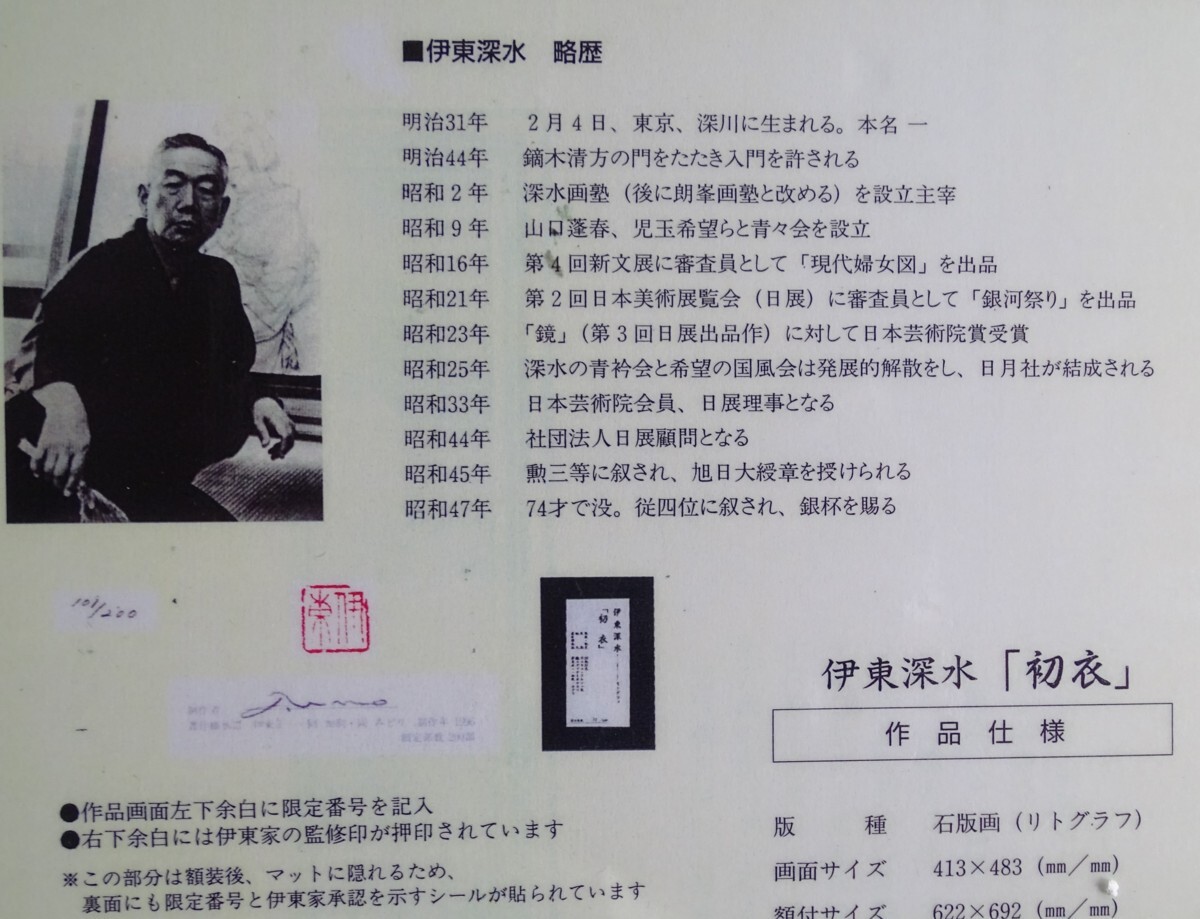 ■伊東深水　略歴
明治31年　2月4日、東京、深川に生まれる。本名 一
明治44年　鏑木清方の門をたたき入門を許される
昭和2年　深水画塾（後に朗峯画塾と改める）を設立主宰
昭和9年　山口蓬春、児玉希望らと青々会を設立
昭和16年　第4回新文展に審査員として「現代婦女図」を出品
昭和21年　第2回日本美術展覧会（日展）に審査員として「銀河祭り」を出品
昭和23年　「鏡」（第3回日展出品作）に対して日本芸術院賞受賞
昭和25年　深水の青衿会と希望の国風会は発展的解散をし、日月社が結成される
昭和33年　日本芸術院会員、日展理事となる
昭和44年　社団法人日展顧問となる
昭和45年　勲三等に叙され、旭日大綬章を授けられる
昭和47年　74才で没。従四位に叙され、銀杯を賜る
101/200
伊東
伊東深水
「初衣」
伊東深水「初衣」
作品仕様
●作品画面左下余白に限定番号を記入
●右下余白には伊東家の監修印が押印されています
※この部分は額装後、マットに隠れるため、
裏面にも限定番号と伊東家承認を示すシールが貼られています
版　種　石版画（リトグラフ）
画面サイズ　413×483（mm／mm）
額付サイズ　622×692（mm／mm）